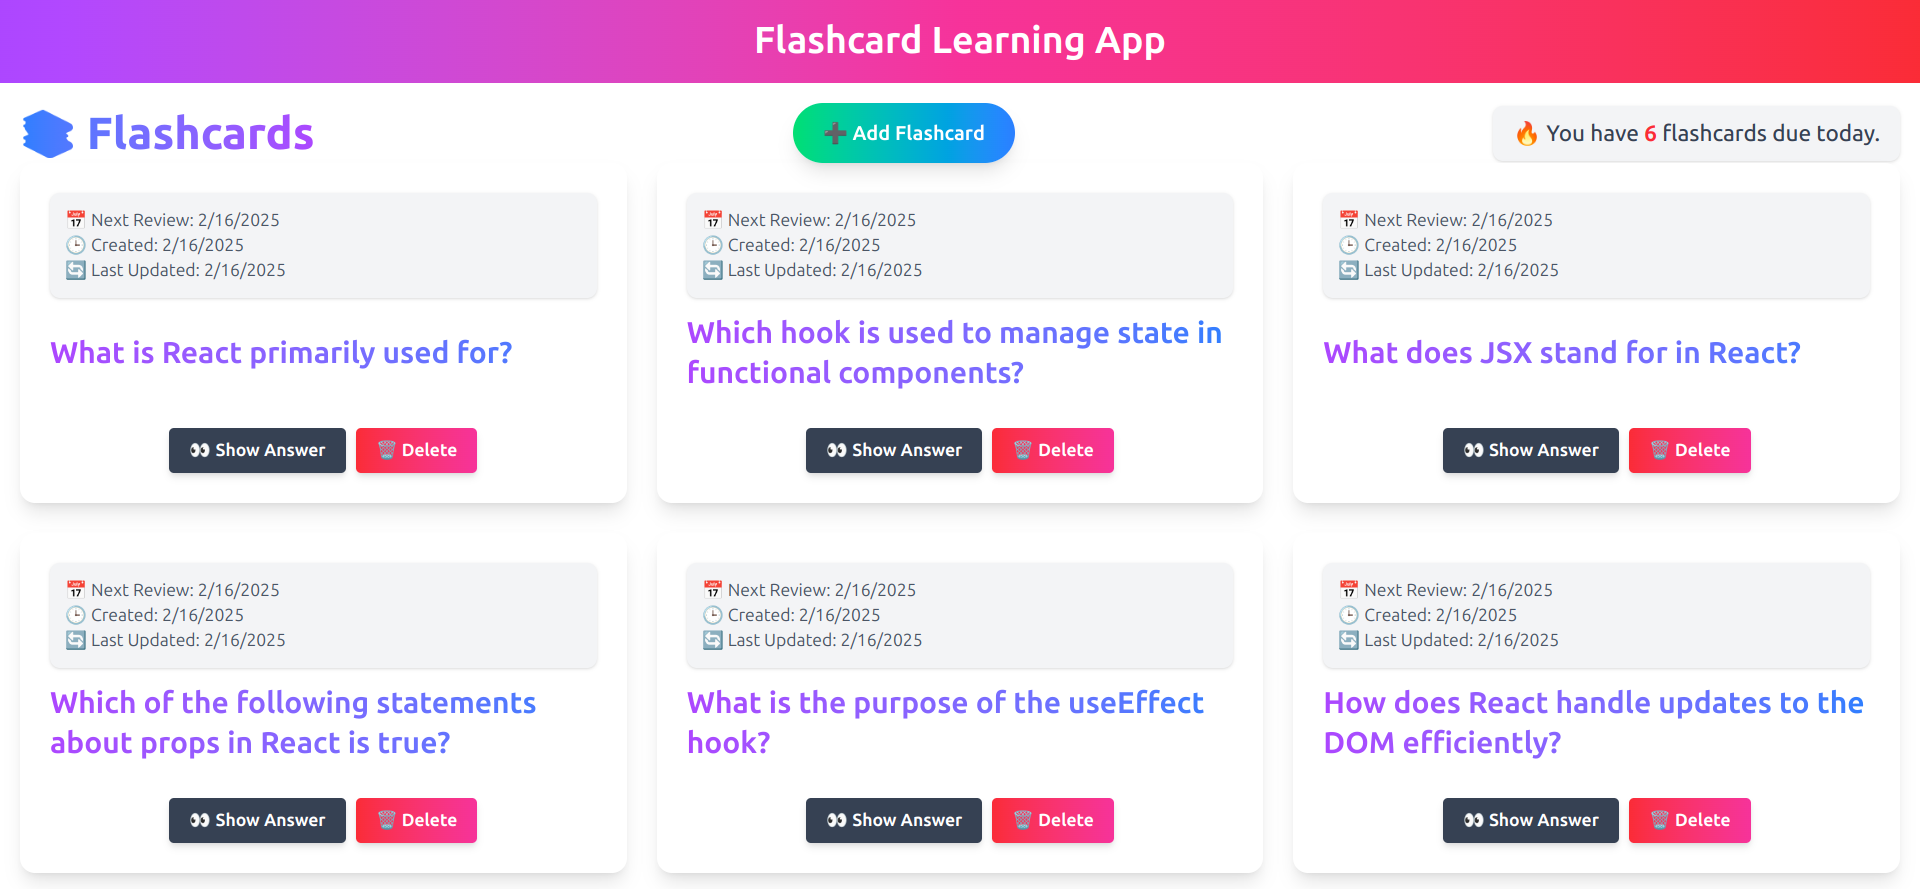 Flashcard Learning App
Flashcards
➕ Add Flashcard
🔥 You have 6 flashcards due today.
📅 Next Review: 2/16/2025
🕒 Created: 2/16/2025
🔄 Last Updated: 2/16/2025
What is React primarily used for?
👀 Show Answer
🗑️ Delete
📅 Next Review: 2/16/2025
🕒 Created: 2/16/2025
🔄 Last Updated: 2/16/2025
Which hook is used to manage state in
functional components?
👀 Show Answer
🗑️ Delete
📅 Next Review: 2/16/2025
🕒 Created: 2/16/2025
🔄 Last Updated: 2/16/2025
What does JSX stand for in React?
👀 Show Answer
🗑️ Delete
📅 Next Review: 2/16/2025
🕒 Created: 2/16/2025
🔄 Last Updated: 2/16/2025
Which of the following statements
about props in React is true?
👀 Show Answer
🗑️ Delete
📅 Next Review: 2/16/2025
🕒 Created: 2/16/2025
🔄 Last Updated: 2/16/2025
What is the purpose of the useEffect
hook?
👀 Show Answer
🗑️ Delete
📅 Next Review: 2/16/2025
🕒 Created: 2/16/2025
🔄 Last Updated: 2/16/2025
How does React handle updates to the
DOM efficiently?
👀 Show Answer
🗑️ Delete